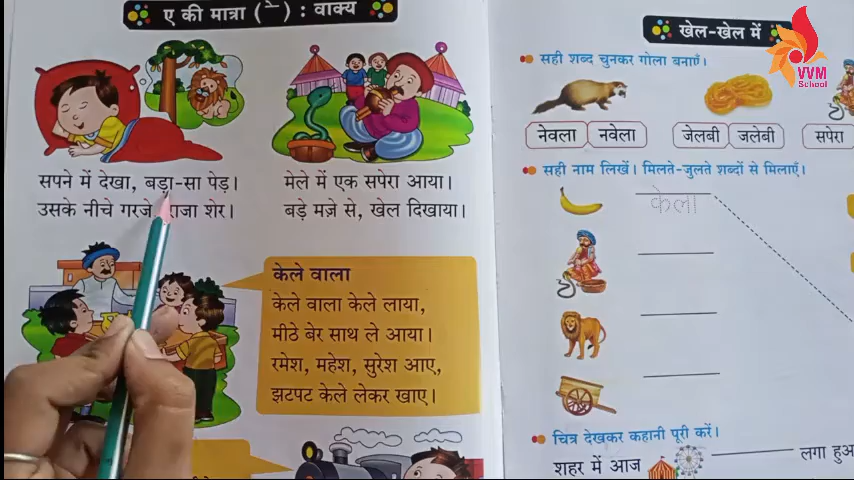 ए की मात्रा ( े ) : वाक्य
सपने में देखा, बड़ा-सा पेड़।
उसके नीचे गरजे राजा शेर।
मेले में एक सपेरा आया।
बड़े मज़े से, खेल दिखाया।
केले वाला
केले वाला केले लाया,
मीठे बेर साथ ले आया।
रमेश, महेश, सुरेश आए,
झटपट केले लेकर खाए।
खेल-खेल में
सही शब्द चुनकर गोला बनाएँ।
नेवला नवेला जेलबी जलेबी सपेरा
सही नाम लिखें। मिलते-जुलते शब्दों से मिलाएँ।
केला
चित्र देखकर कहानी पूरी करें।
शहर में आज लगा हुआ
VVM
School